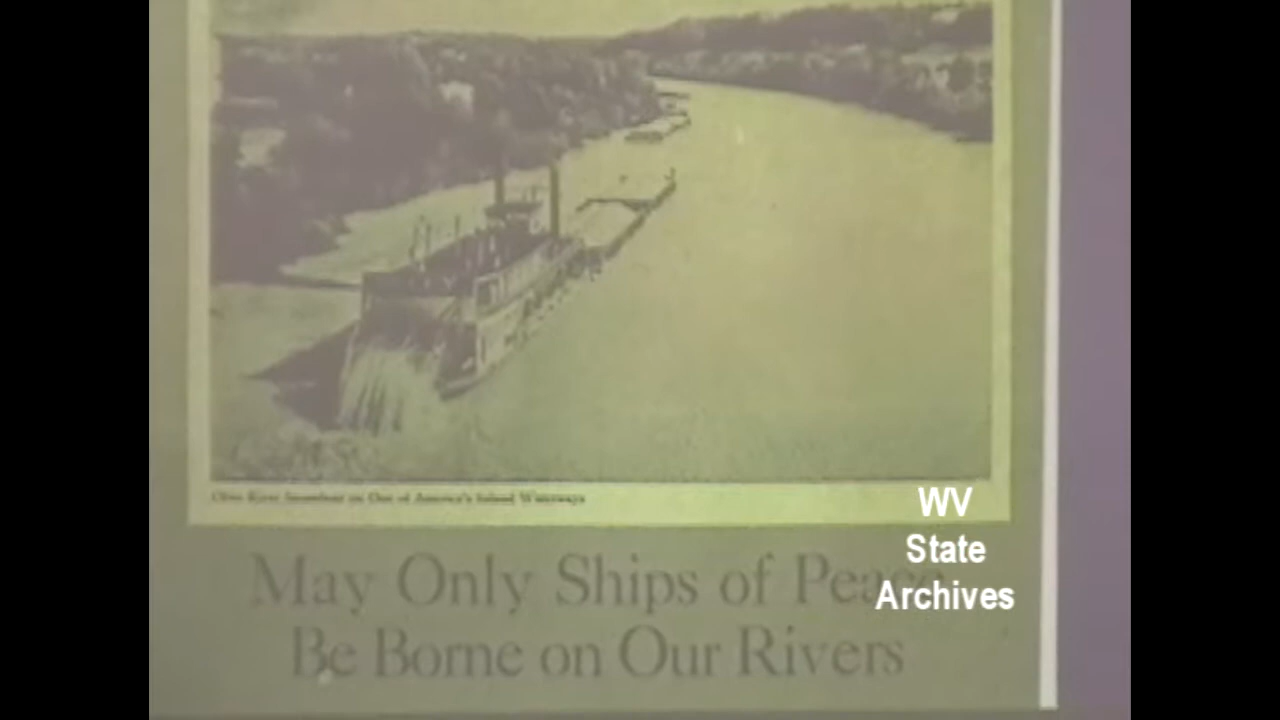 Ohio River Steamboat on One of America's Inland Waterways
WV
State
Archives
May Only Ships of Peace
Be Borne on Our Rivers